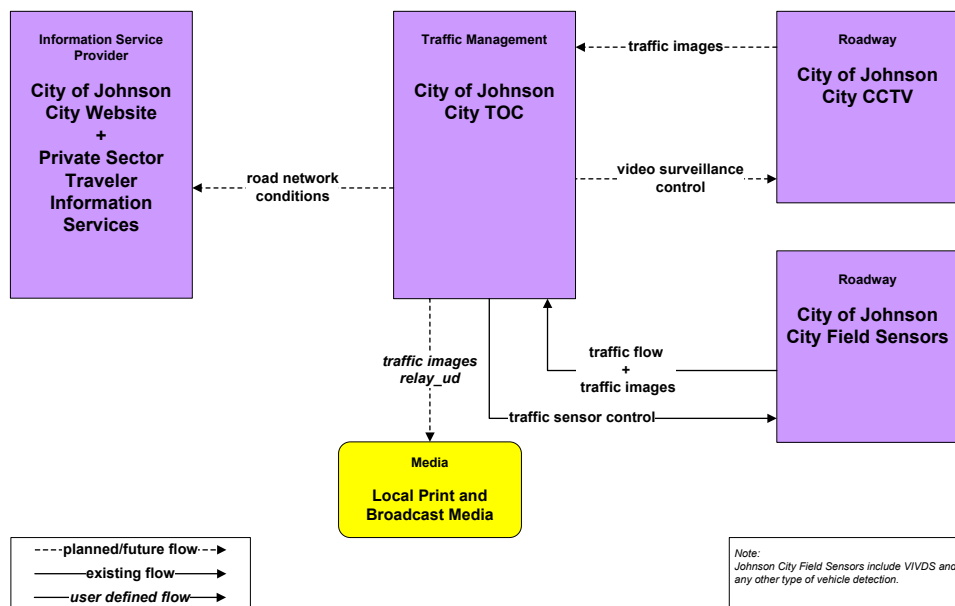 Information Service
Provider
City of Johnson
City Website
+
Private Sector
Traveler
Information
Services
Traffic Management
City of Johnson
City TOC
Roadway
City of Johnson
City CCTV
traffic images
video surveillance
control
road network
conditions
Roadway
City of Johnson
City Field Sensors
traffic flow
+
traffic images
traffic sensor control
traffic images
relay_ud
Media
Local Print and
Broadcast Media
planned/future flow
existing flow
user defined flow
Note:
Johnson City Field Sensors include VIVDS and
any other type of vehicle detection.